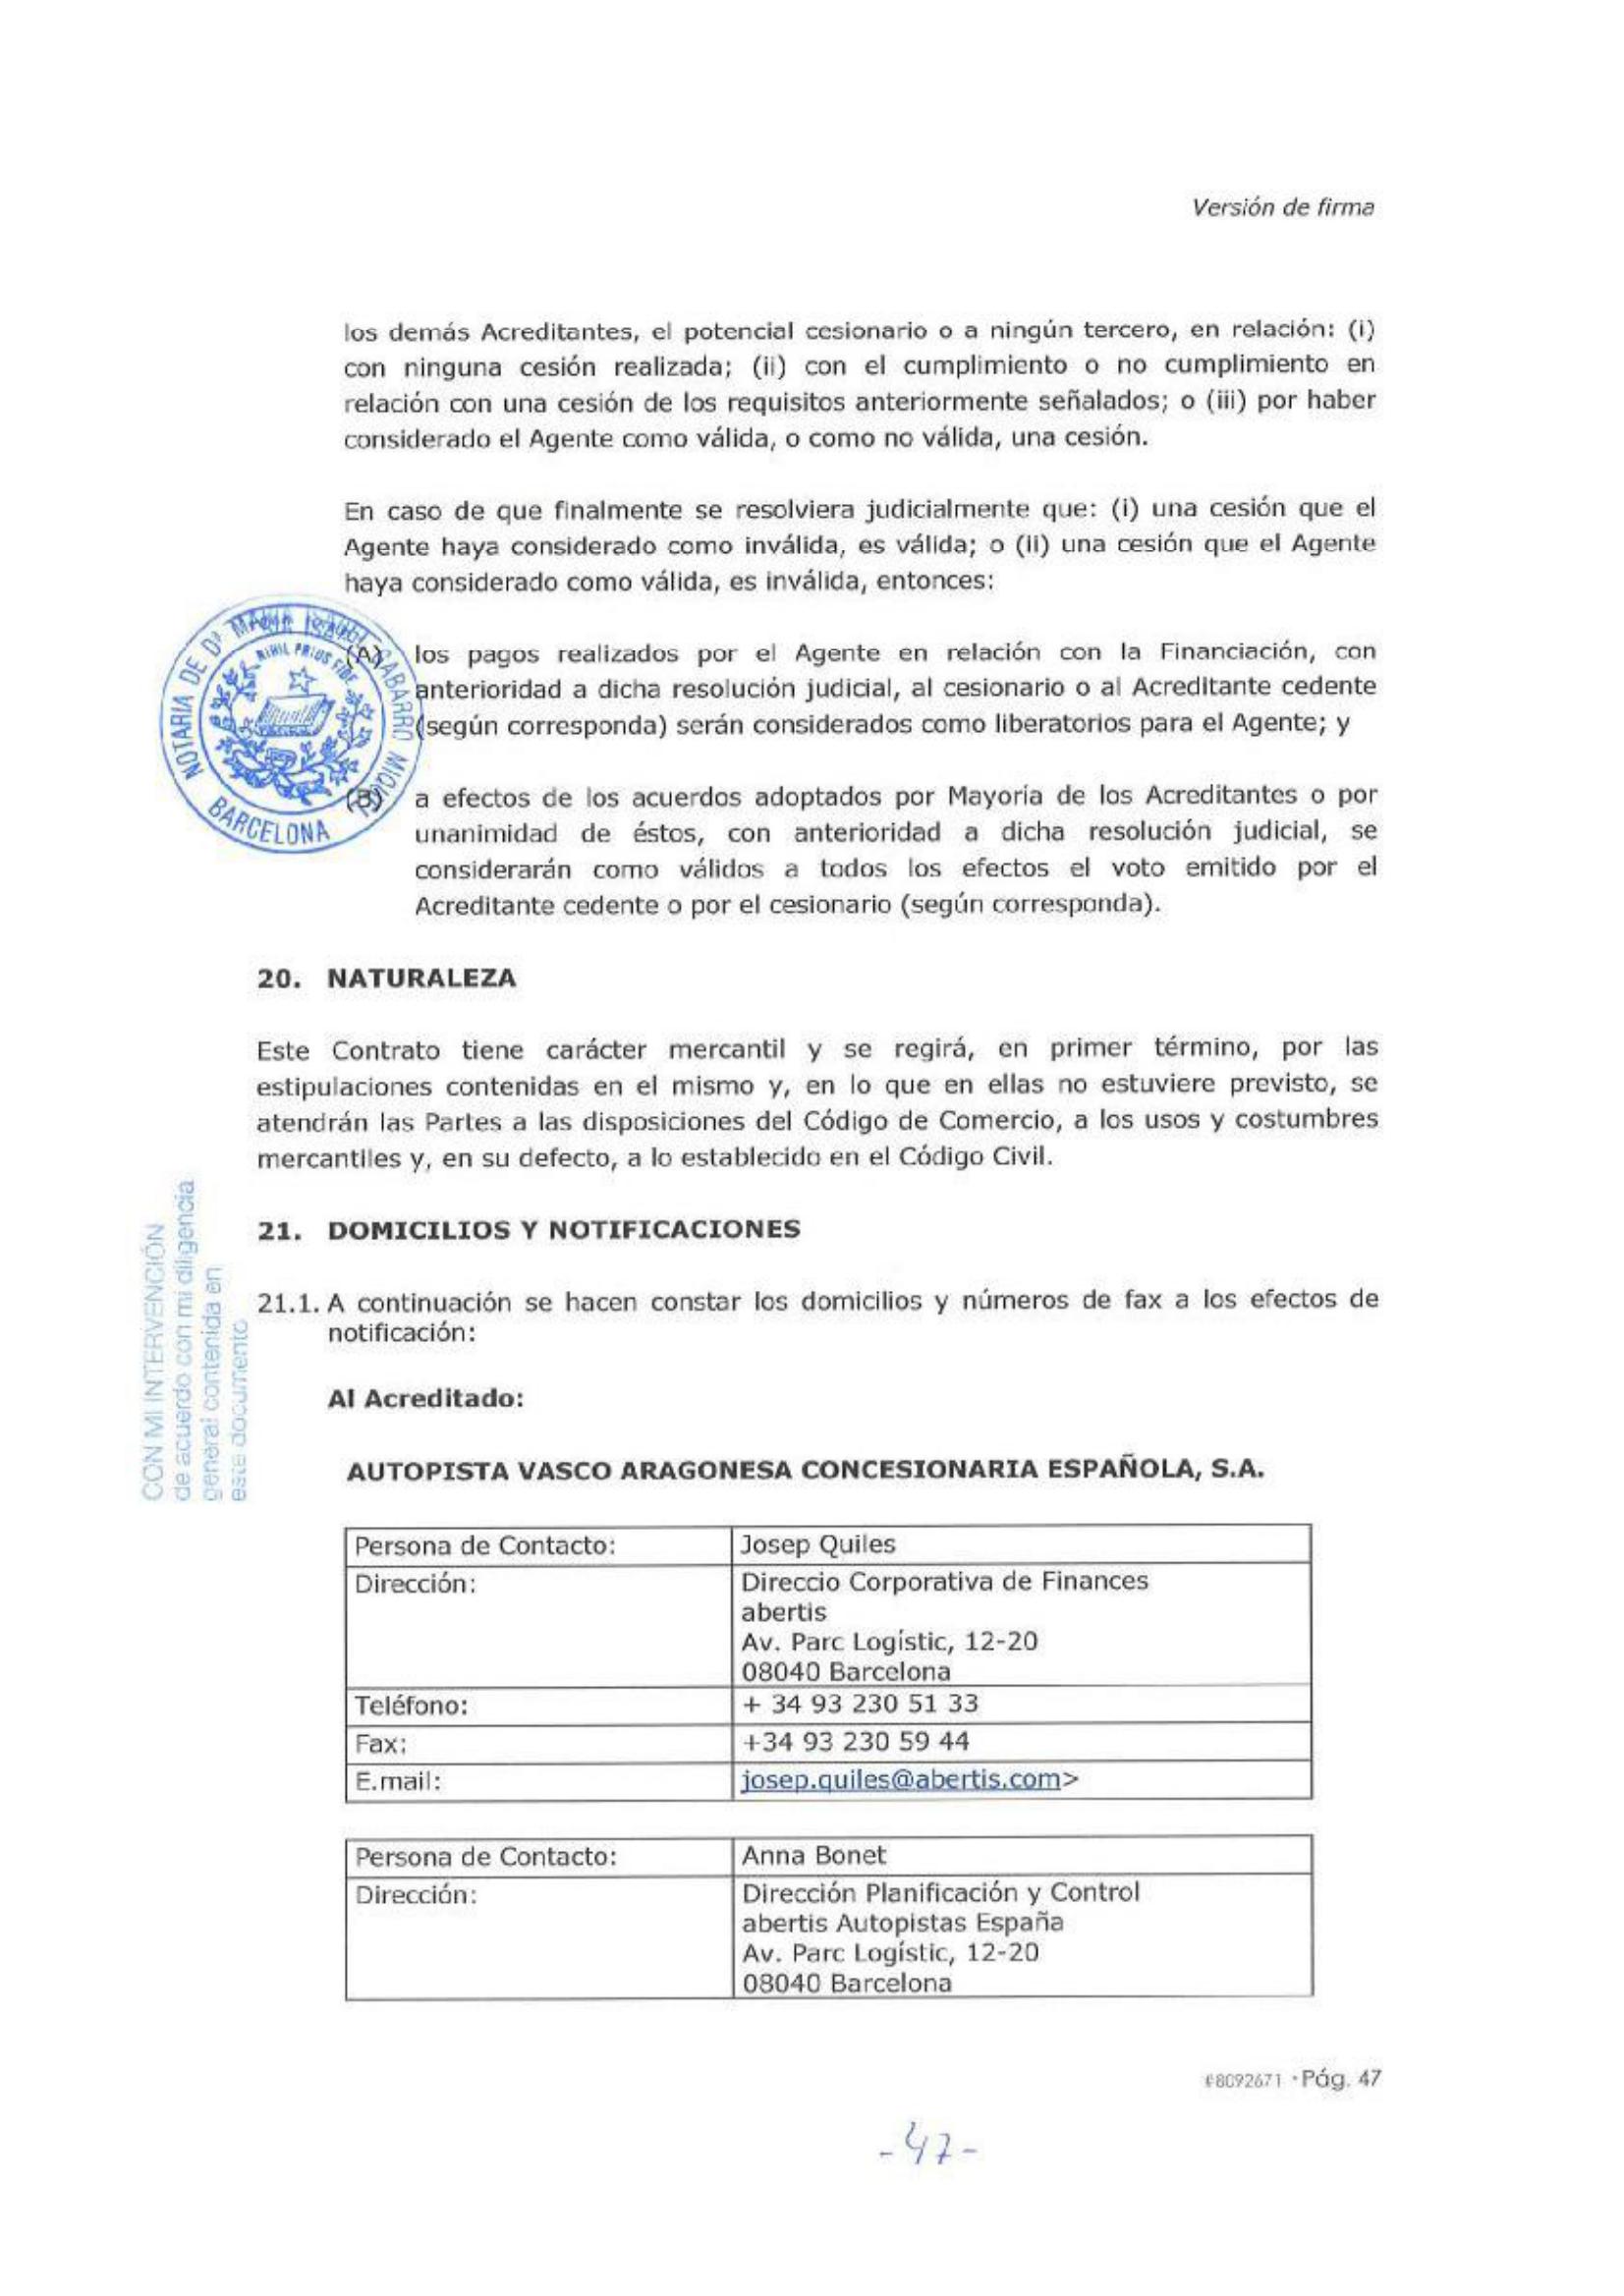 Versión de firma
los demás Acreditantes, el potencial cesionario o a ningún tercero, en relación: (i)
con ninguna cesión realizada; (ii) con el cumplimiento o no cumplimiento en
relación con una cesión de los requisitos anteriormente señalados; o (iii) por haber
considerado el Agente como válida, o como no válida, una cesión.
En caso de que finalmente se resolviera judicialmente que: (i) una cesión que el
Agente haya considerado como inválida, es válida; o (ii) una cesión que el Agente
haya considerado como válida, es inválida, entonces:
NOTARIA DE Dª MARIA ISABEL GABARRO MIQUEL
NIHIL PRIUS FIDE
BARCELONA
(A) los pagos realizados por el Agente en relación con la Financiación, con
anterioridad a dicha resolución judicial, al cesionario o al Acreditante cedente
(según corresponda) serán considerados como liberatorios para el Agente; y
(B) a efectos de los acuerdos adoptados por Mayoría de los Acreditantes o por
unanimidad de éstos, con anterioridad a dicha resolución judicial, se
considerarán como válidos a todos los efectos el voto emitido por el
Acreditante cedente o por el cesionario (según corresponda).
20. NATURALEZA
Este Contrato tiene carácter mercantil y se regirá, en primer término, por las
estipulaciones contenidas en el mismo y, en lo que en ellas no estuviere previsto, se
atendrán las Partes a las disposiciones del Código de Comercio, a los usos y costumbres
mercantiles y, en su defecto, a lo establecido en el Código Civil.
CON MI INTERVENCIÓN
de acuerdo con mi diligencia
general contenida en
este documento
21. DOMICILIOS Y NOTIFICACIONES
21.1. A continuación se hacen constar los domicilios y números de fax a los efectos de
notificación:
Al Acreditado:
AUTOPISTA VASCO ARAGONESA CONCESIONARIA ESPAÑOLA, S.A.
Persona de Contacto: Josep Quiles
Dirección: Direccio Corporativa de Finances
abertis
Av. Parc Logístic, 12-20
08040 Barcelona
Teléfono: + 34 93 230 51 33
Fax: +34 93 230 59 44
E.mail: josep.quiles@abertis.com>
Persona de Contacto: Anna Bonet
Dirección: Dirección Planificación y Control
abertis Autopistas España
Av. Parc Logístic, 12-20
08040 Barcelona
#8092671 · Pág. 47
- 47 -